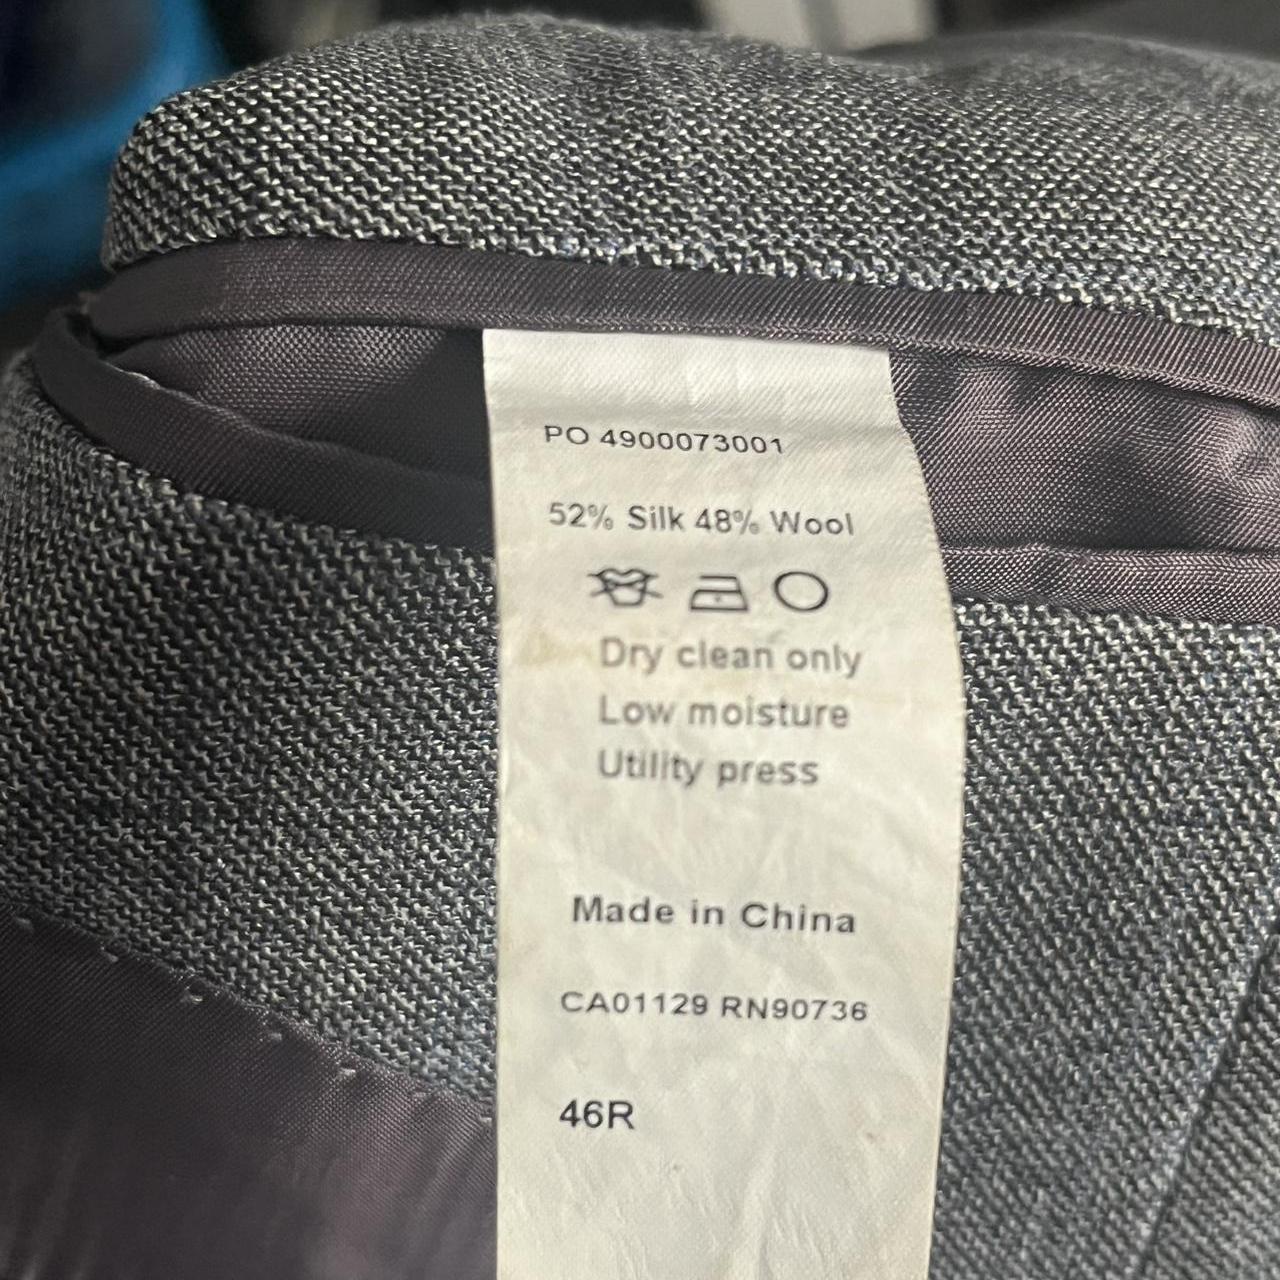 PO 4900073001
52% Silk 48% Wool
Dry clean only
Low moisture
Utility press
Made in China
CA01129 RN90736
46R